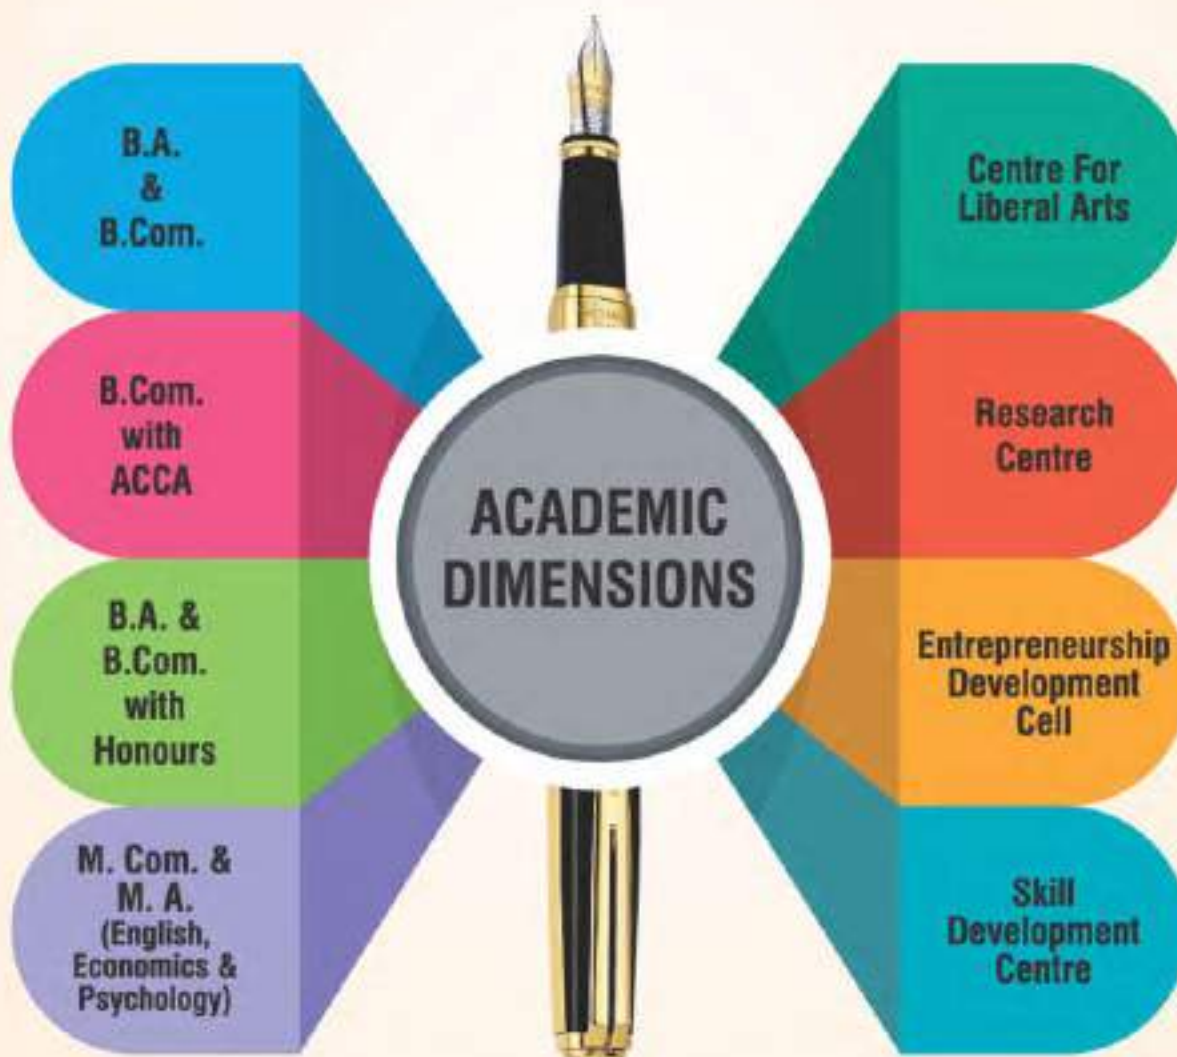 B.A.
&
B.Com.
B.Com.
with
ACCA
B.A. &
B.Com.
with
Honours
M. Com. &
M. A.
(English,
Economics &
Psychology)
ACADEMIC
DIMENSIONS
Centre For
Liberal Arts
Research
Centre
Entrepreneurship
Development
Cell
Skill
Development
Centre